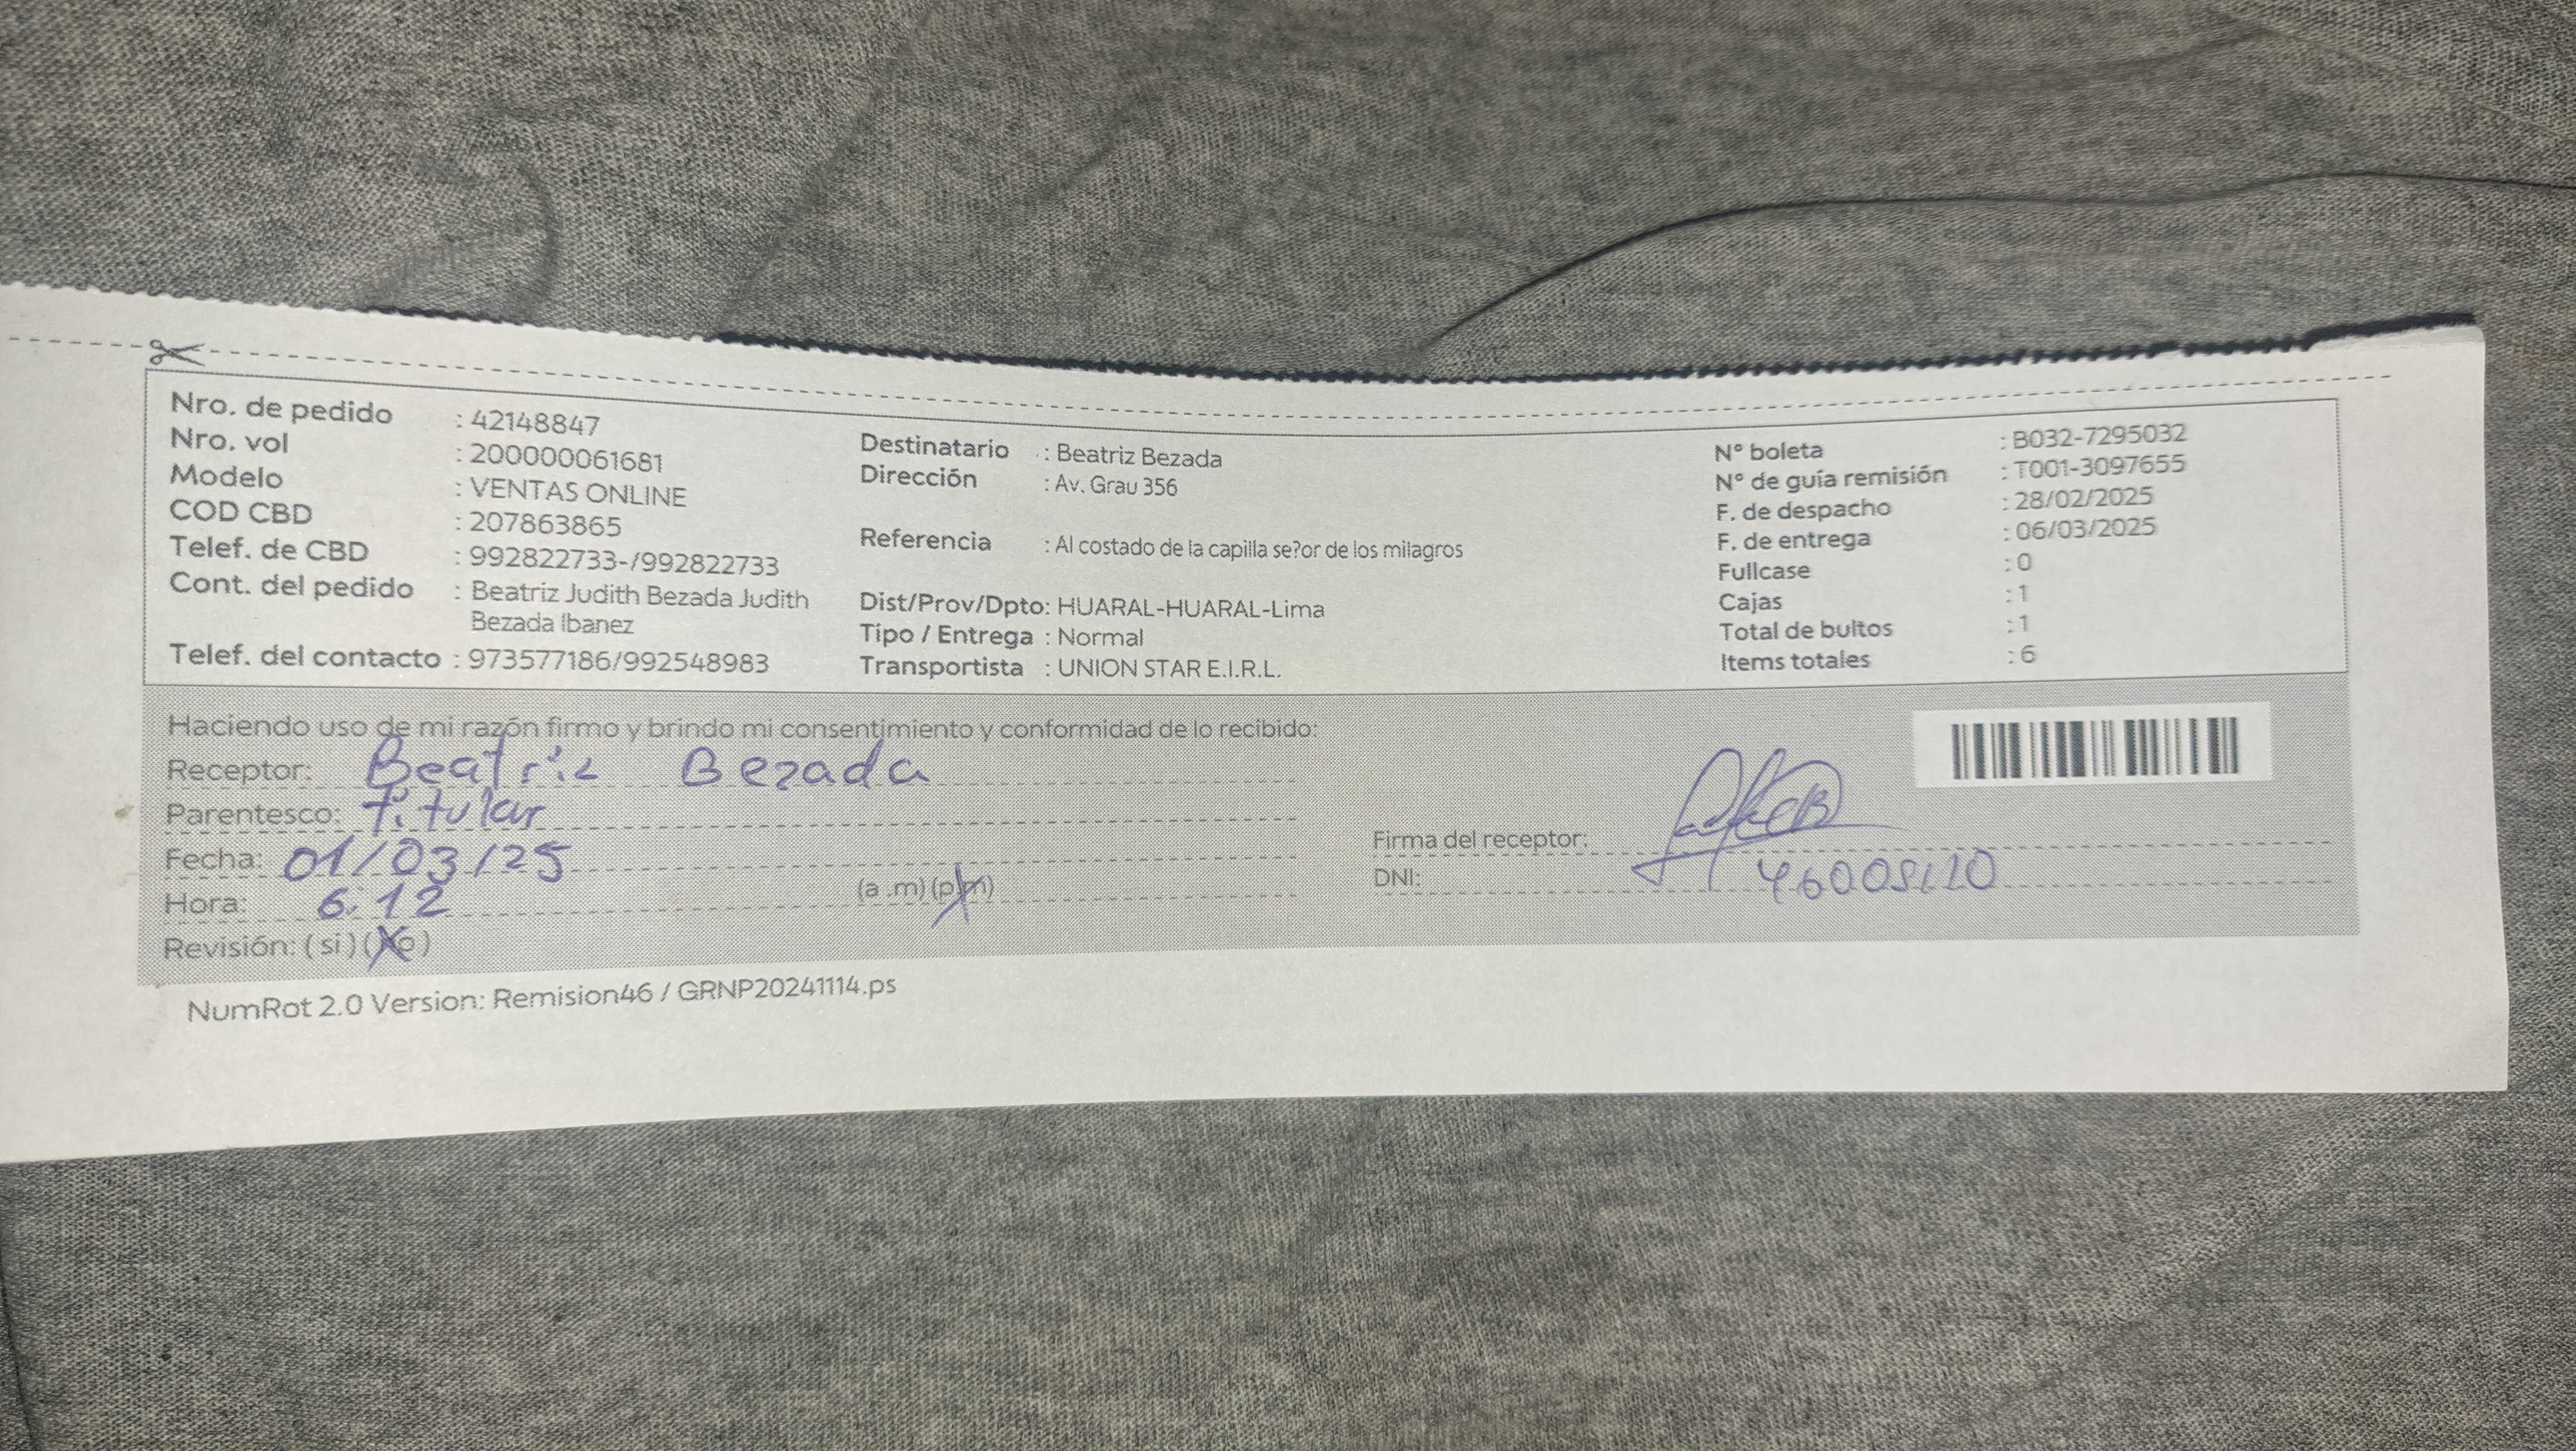 Nro. de pedido : 42148847
Nro. vol : 200000061681
Modelo : VENTAS ONLINE
COD CBD : 207863865
Telef. de CBD : 992822733-/992822733
Cont. del pedido : Beatriz Judith Bezada Judith
Bezada Ibanez
Telef. del contacto : 973577186/992548983
Destinatario : Beatriz Bezada
Dirección : Av. Grau 356
Referencia : Al costado de la capilla se?or de los milagros
Dist/Prov/Dpto: HUARAL-HUARAL-Lima
Tipo / Entrega : Normal
Transportista : UNION STAR E.I.R.L.
N° boleta : B032-7295032
N° de guía remisión : T001-3097655
F. de despacho : 28/02/2025
F. de entrega : 06/03/2025
Fullcase : 0
Cajas : 1
Total de bultos : 1
Items totales : 6
Haciendo uso de mi razón firmo y brindo mi consentimiento y conformidad de lo recibido:
Receptor: Beatriz Bezada
Parentesco: Titular
Fecha: 01/03/25
Hora: 6:12 (a .m) (p.m)
Revisión: (si) (no)
Firma del receptor:
DNI:
NumRot 2.0 Version: Remision46 / GRNP20241114.ps